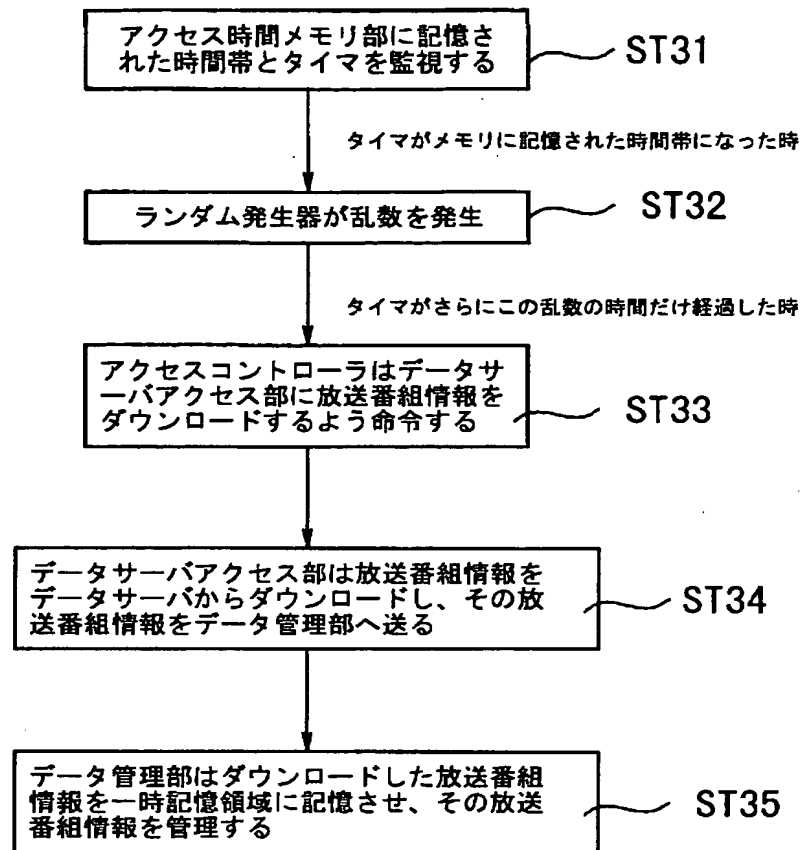 アクセス時間メモリ部に記憶さ
れた時間帯とタイマを監視する
ST31
タイマがメモリに記憶された時間帯になった時
ランダム発生器が乱数を発生
ST32
タイマがさらにこの乱数の時間だけ経過した時
アクセスコントローラはデータサ
ーバアクセス部に放送番組情報を
ダウンロードするよう命令する
ST33
データサーバアクセス部は放送番組情報を
データサーバからダウンロードし、その放
送番組情報をデータ管理部へ送る
ST34
データ管理部はダウンロードした放送番組
情報を一時記憶領域に記憶させ、その放送
番組情報を管理する
ST35